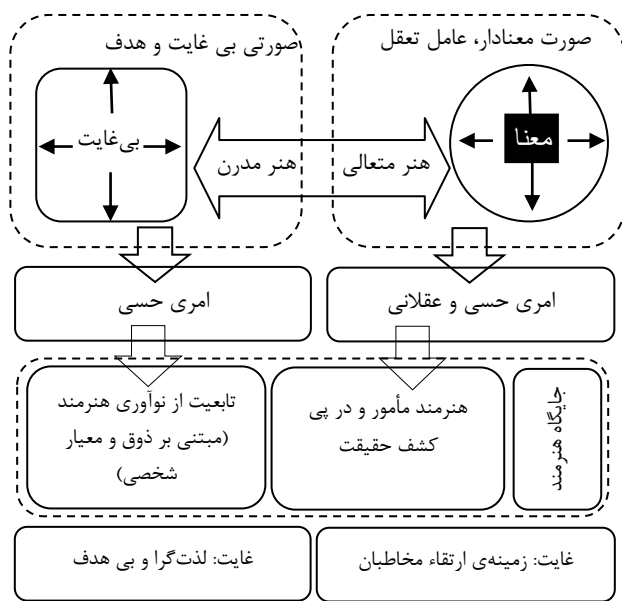 صورت معنادار، عامل تعقل
صورتی بی غایت و هدف
معنا
هنر متعالی
هنر مدرن
بی‌غایت
امری حسی و عقلانی
امری حسی
جایگاه هنرمند
هنرمند مأمور و در پی
کشف حقیقت
تابعیت از نوآوری هنرمند
(مبتنی بر ذوق و معیار
شخصی)
غایت: زمینه‌ی ارتقاء مخاطبان
غایت: لذت‌گرا و بی هدف